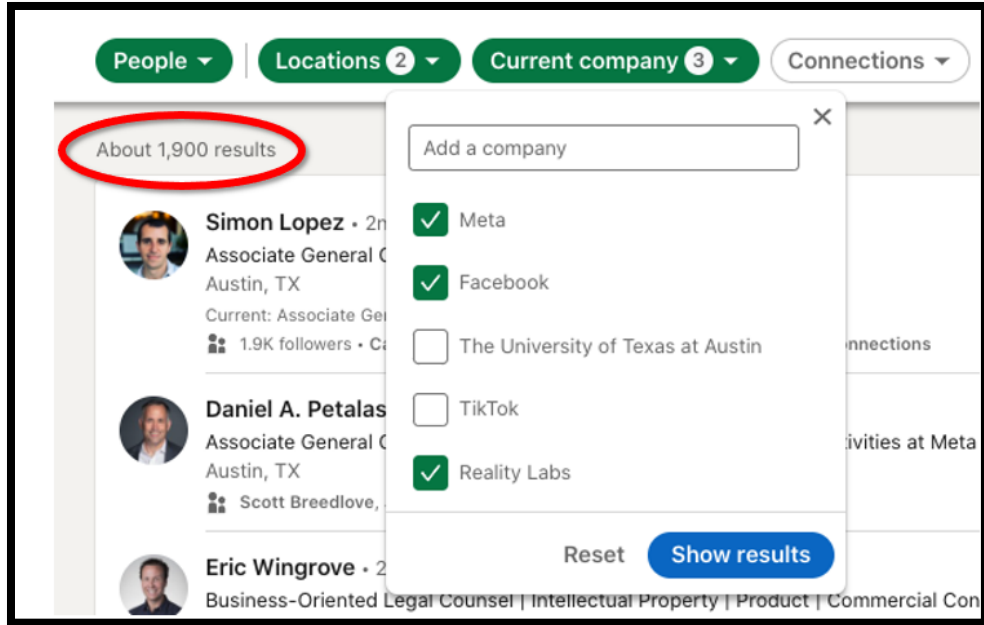 People
Locations 2
Current company 3
Connections
About 1,900 results
Add a company
Meta
Facebook
The University of Texas at Austin
TikTok
Reality Labs
Reset
Show results
Simon Lopez • 2n
Associate General
Austin, TX
Current: Associate Ge
1.9K followers •
nnections
Daniel A. Petalas
Associate General
tivities at Meta
Austin, TX
Scott Breedlove,
Eric Wingrove • 2
Business-Oriented Legal Counsel | Intellectual Property | Product | Commercial Con